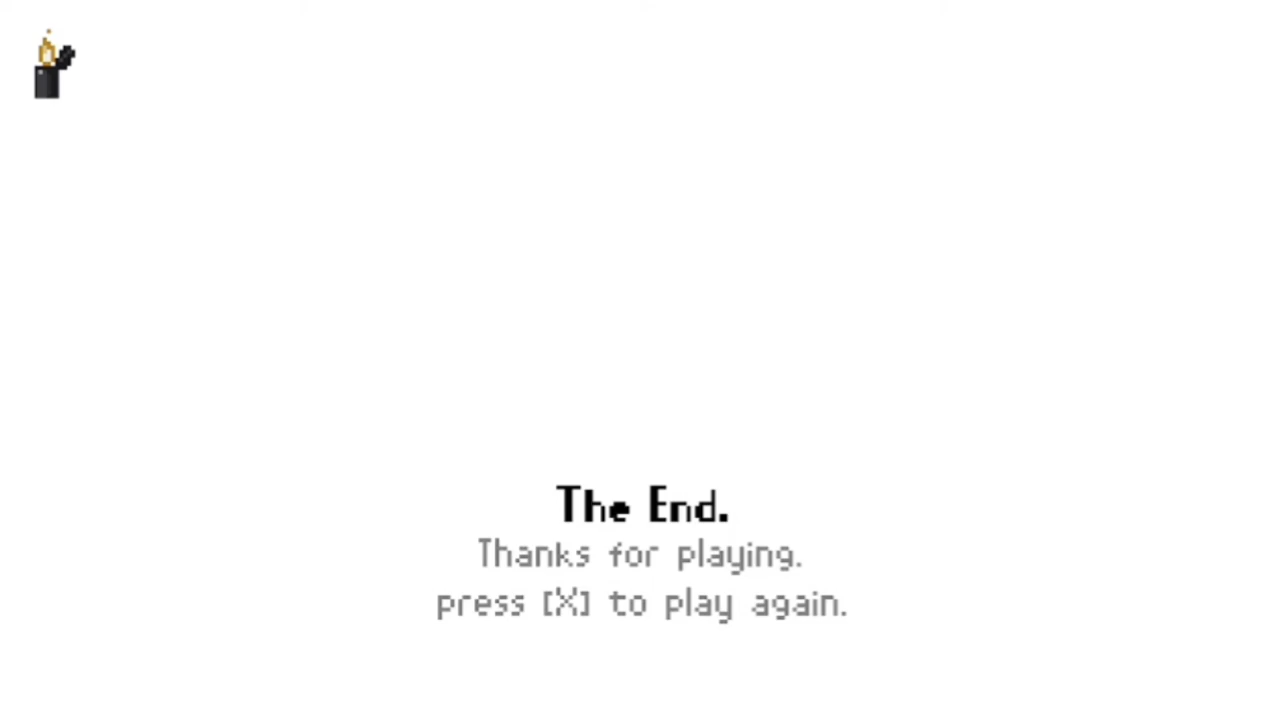 The End.
Thanks for playing.
press [X] to play again.